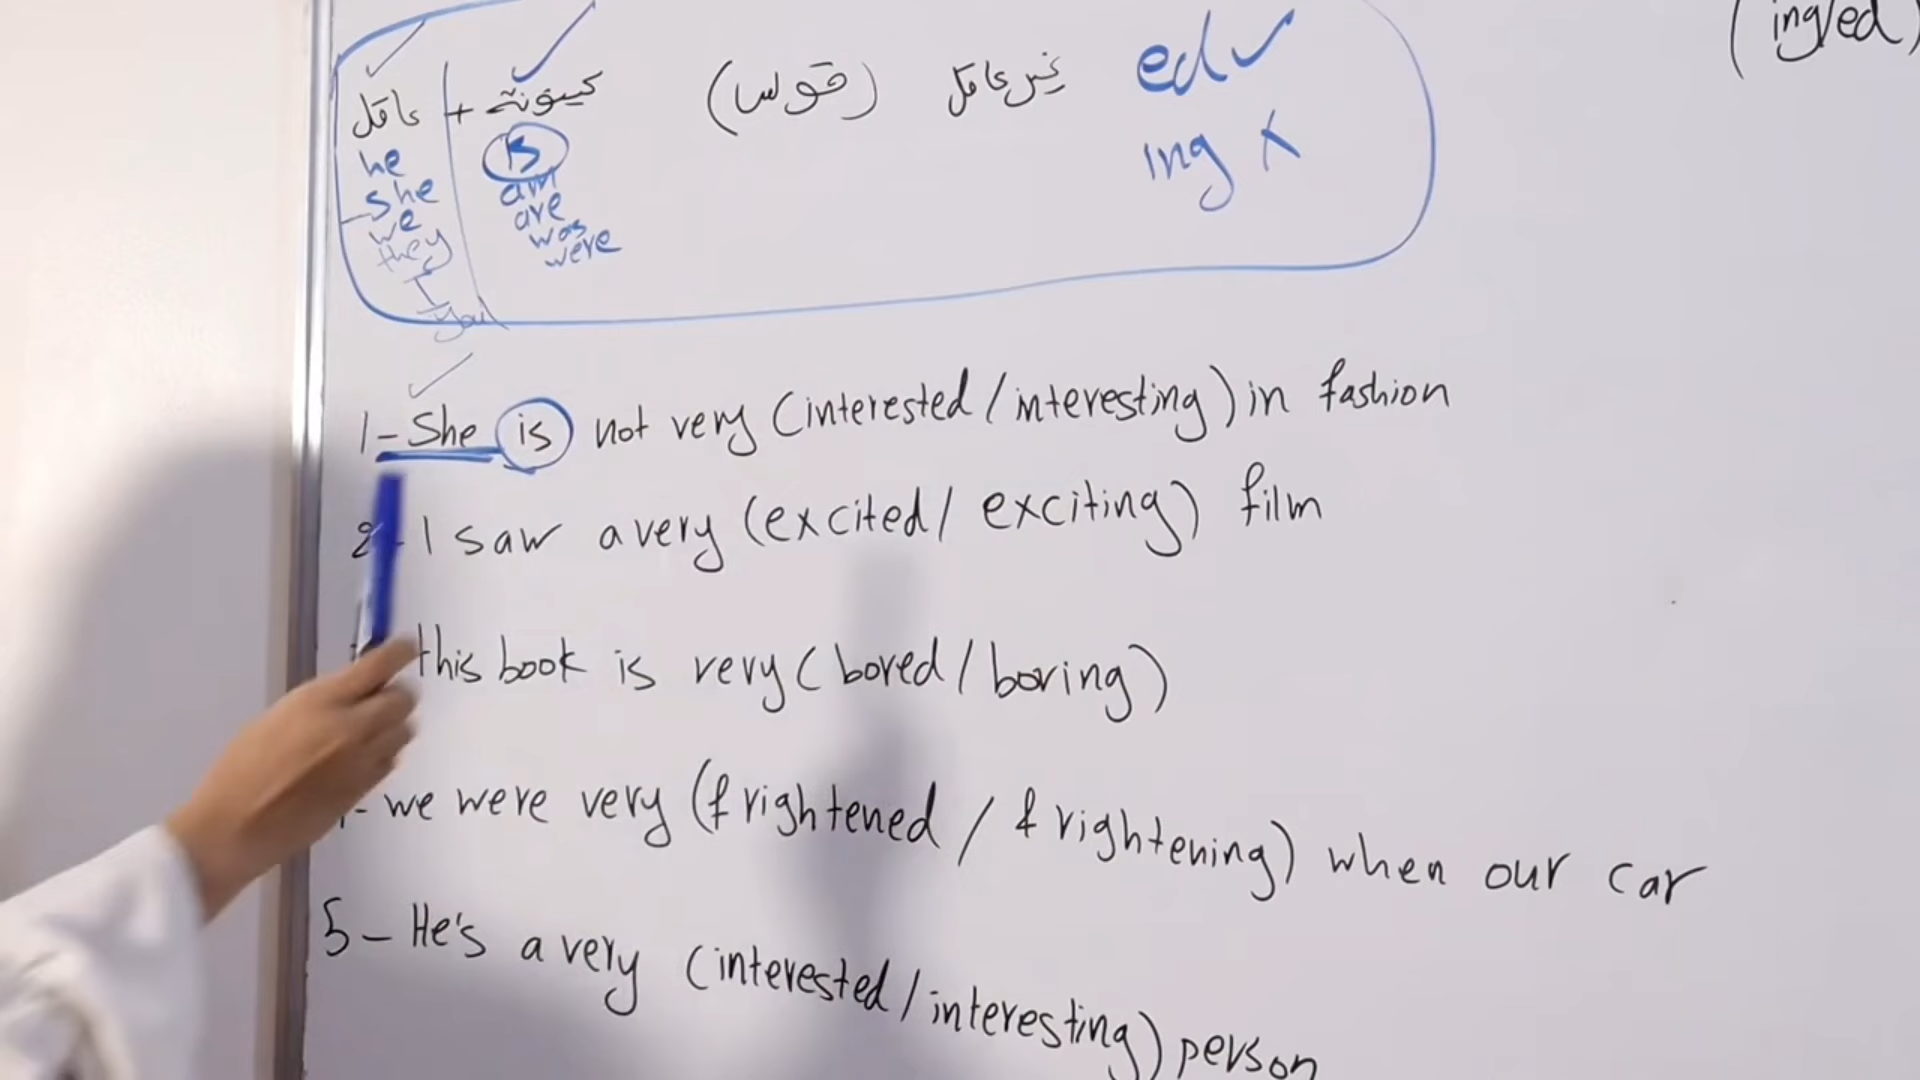 (ing/ed)
عاقل + كينونة (قوس) غير عاقل ed ✓
he is ing x
she am
we are
they was
I were
you
1- She is not very (interested / interesting) in fashion
2- I saw a very (excited / exciting) film
this book is very (bored / boring)
- we were very (frightened / frightening) when our car
5- He's a very (interested / interesting) person